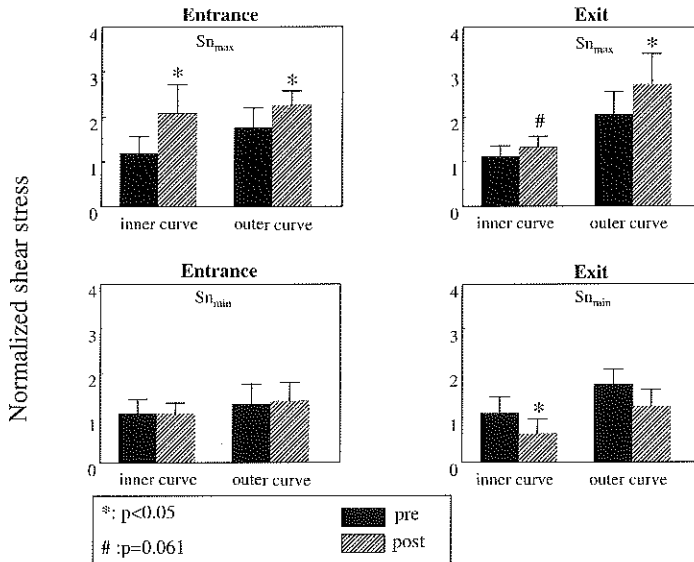 Normalized shear stress
Entrance
Sn_max
4
3
2
1
0
*
*
inner curve outer curve
Exit
Sn_max
4
3
2
1
0
#
*
inner curve outer curve
Entrance
Sn_min
4
3
2
1
0
inner curve outer curve
Exit
Sn_min
4
3
2
1
0
*
inner curve outer curve
*: p<0.05
# :p=0.061
pre
post